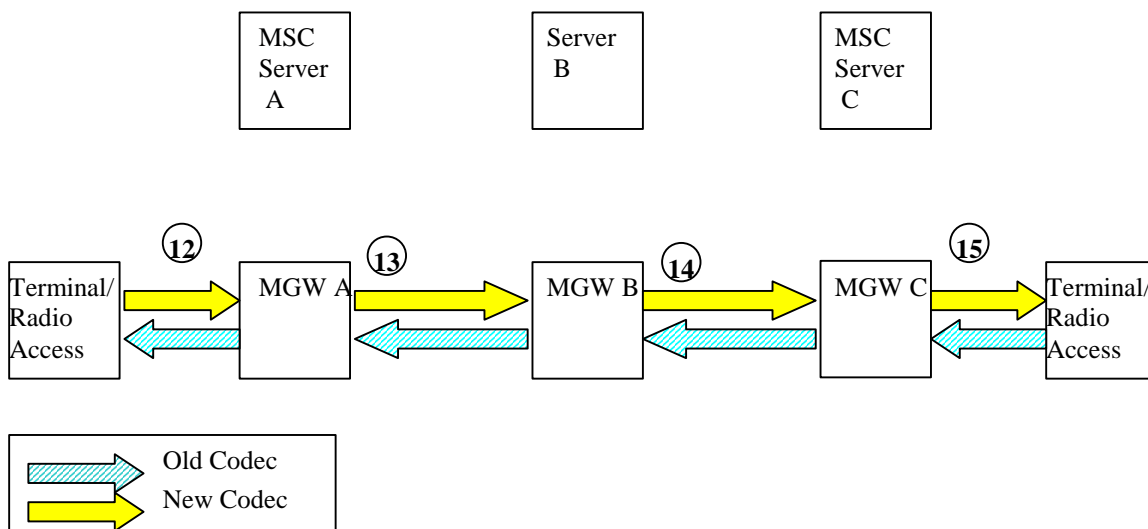 MSC
Server
A
Server
B
MSC
Server
C
12
13
14
15
Terminal/
Radio
Access
MGW A
MGW B
MGW C
Terminal/
Radio
Access
Old Codec
New Codec